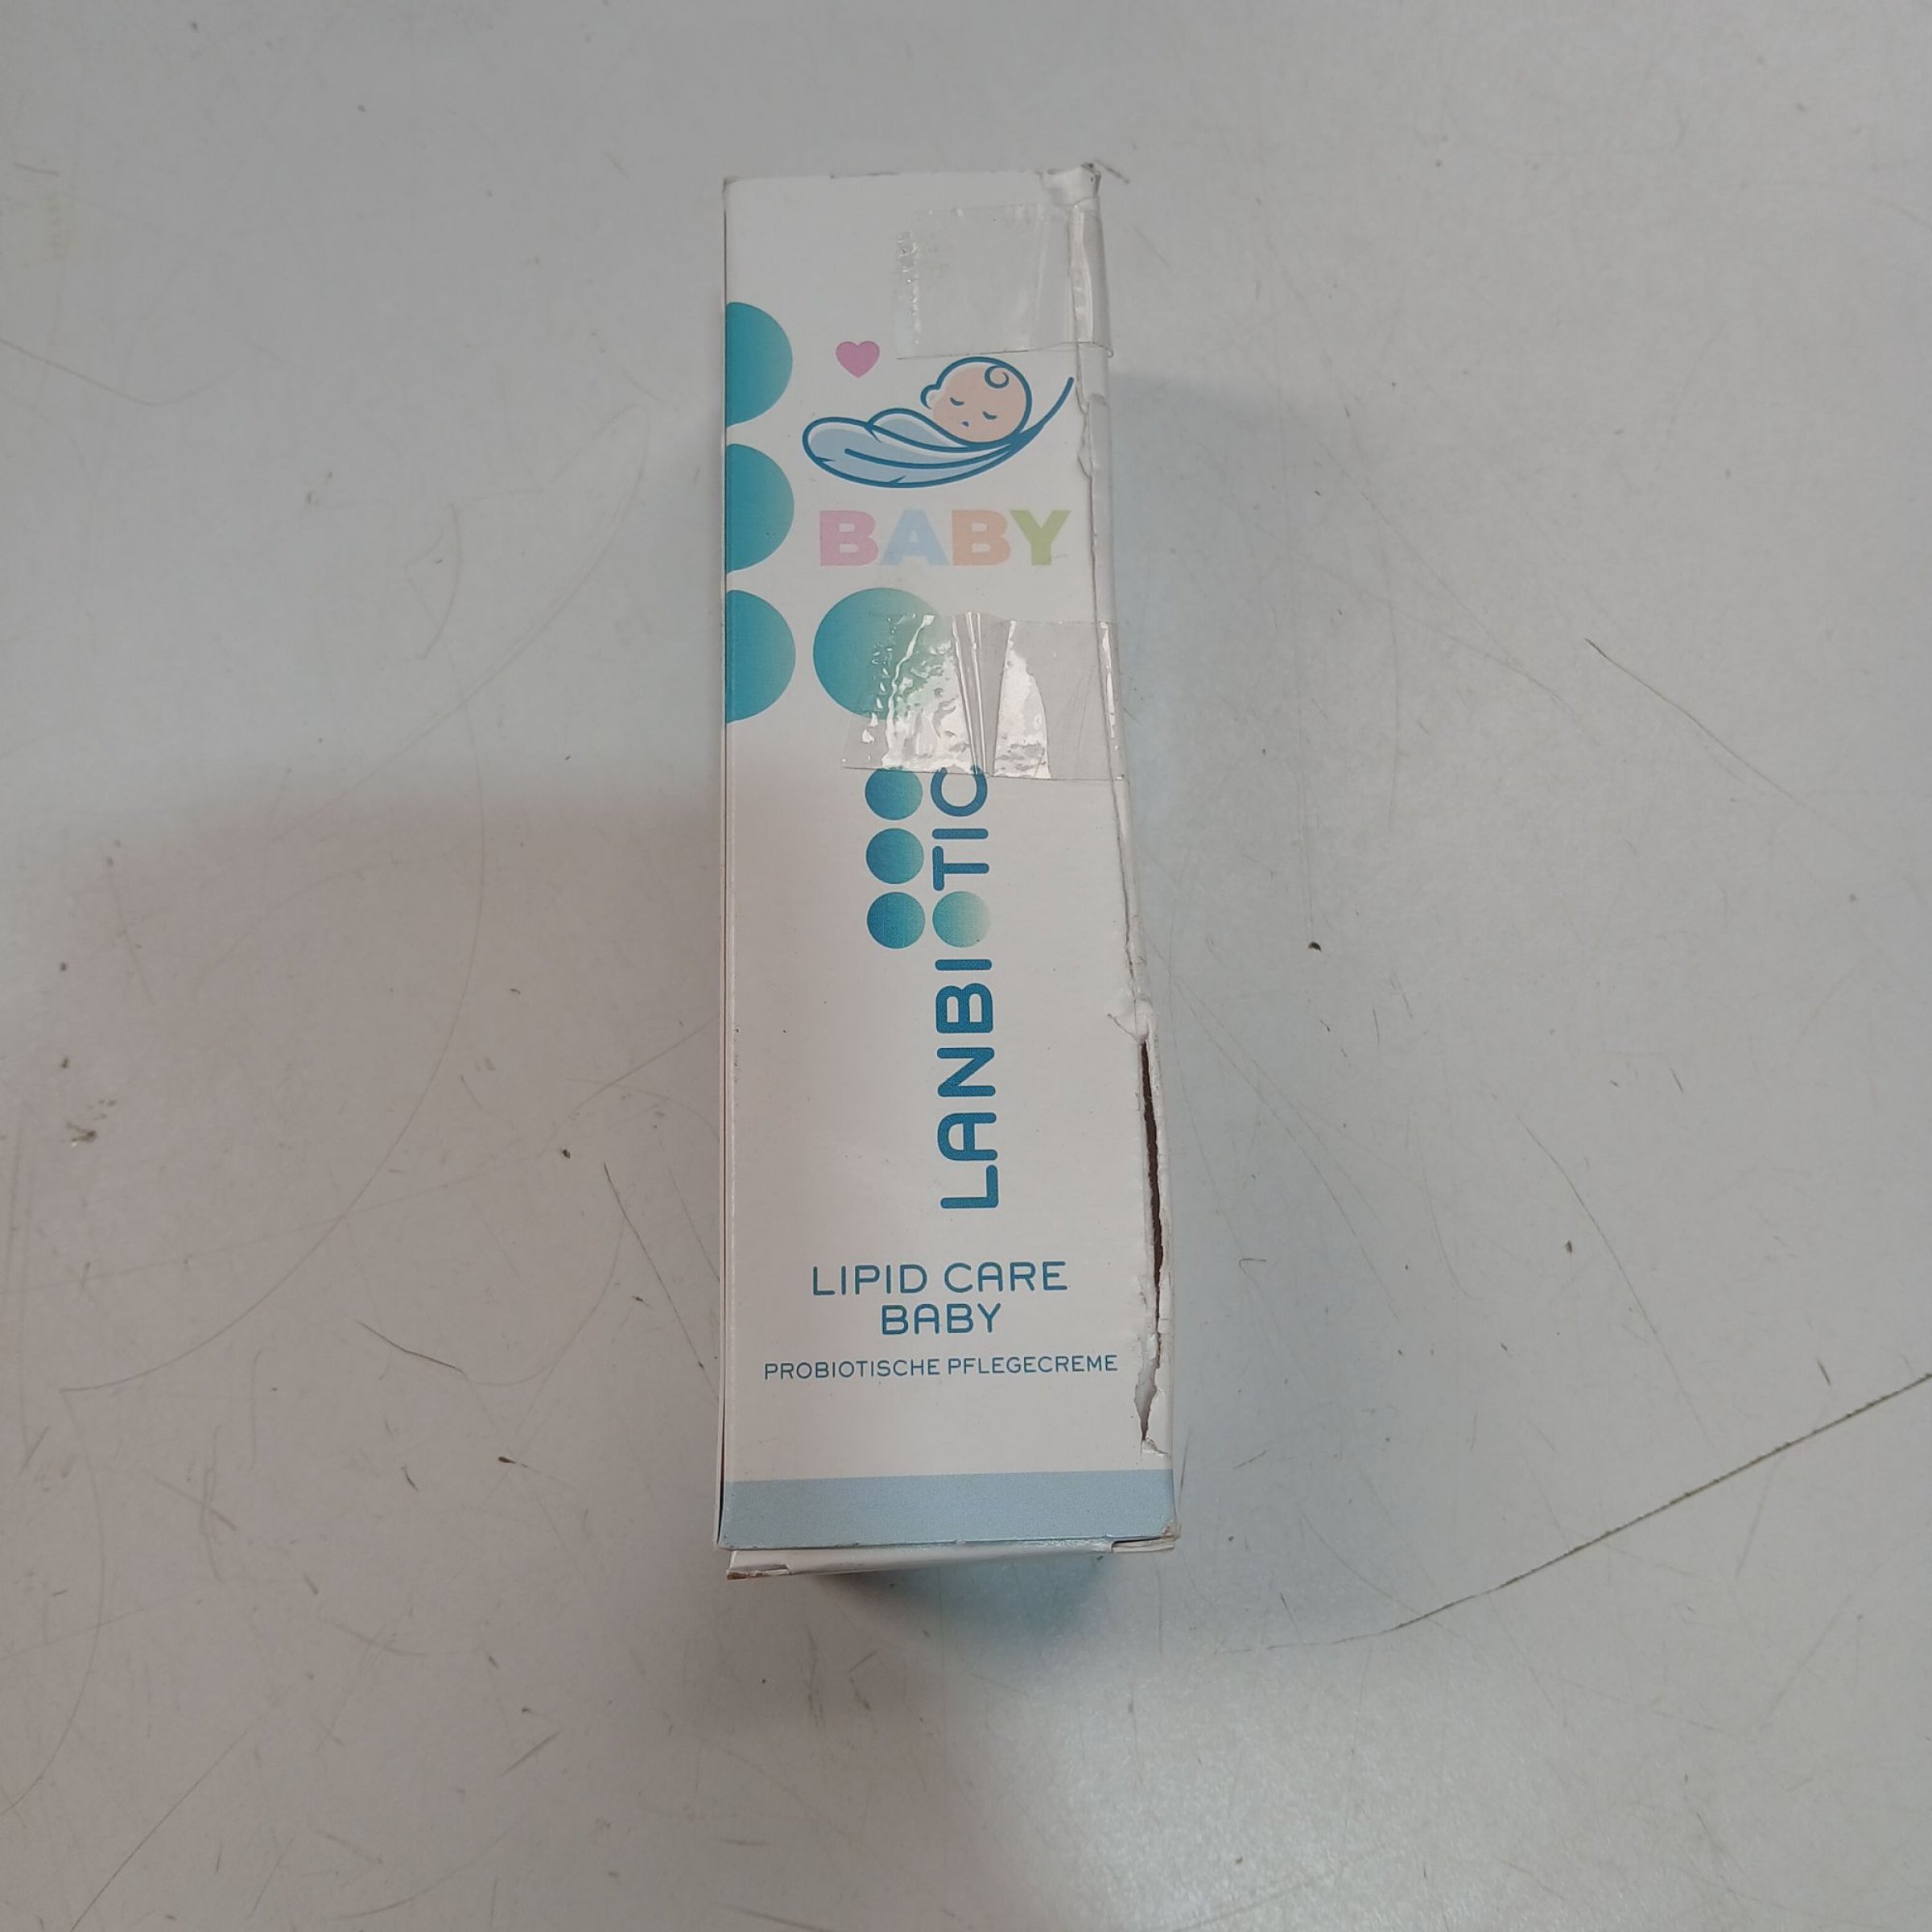 BABY
LANBIOTIC
LIPID CARE
BABY
PROBIOTISCHE PFLEGECREME